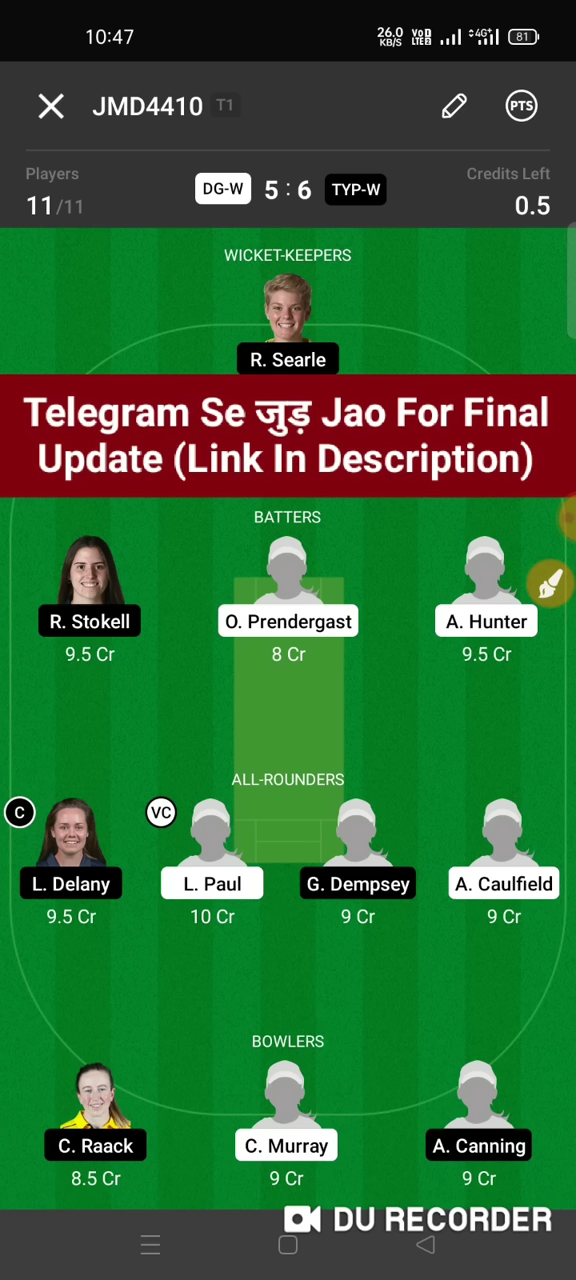 10:47
26.0 KB/S
VoD LTE2
4G+
81
JMD4410 T1
PTS
Players
Credits Left
11/11
DG-W 5 : 6 TYP-W
0.5
WICKET-KEEPERS
R. Searle
Telegram Se जुड़ Jao For Final
Update (Link In Description)
BATTERS
R. Stokell O. Prendergast A. Hunter
9.5 Cr 8 Cr 9.5 Cr
ALL-ROUNDERS
C VC
L. Delany L. Paul G. Dempsey A. Caulfield
9.5 Cr 10 Cr 9 Cr 9 Cr
BOWLERS
C. Raack C. Murray A. Canning
8.5 Cr 9 Cr 9 Cr
DU RECORDER